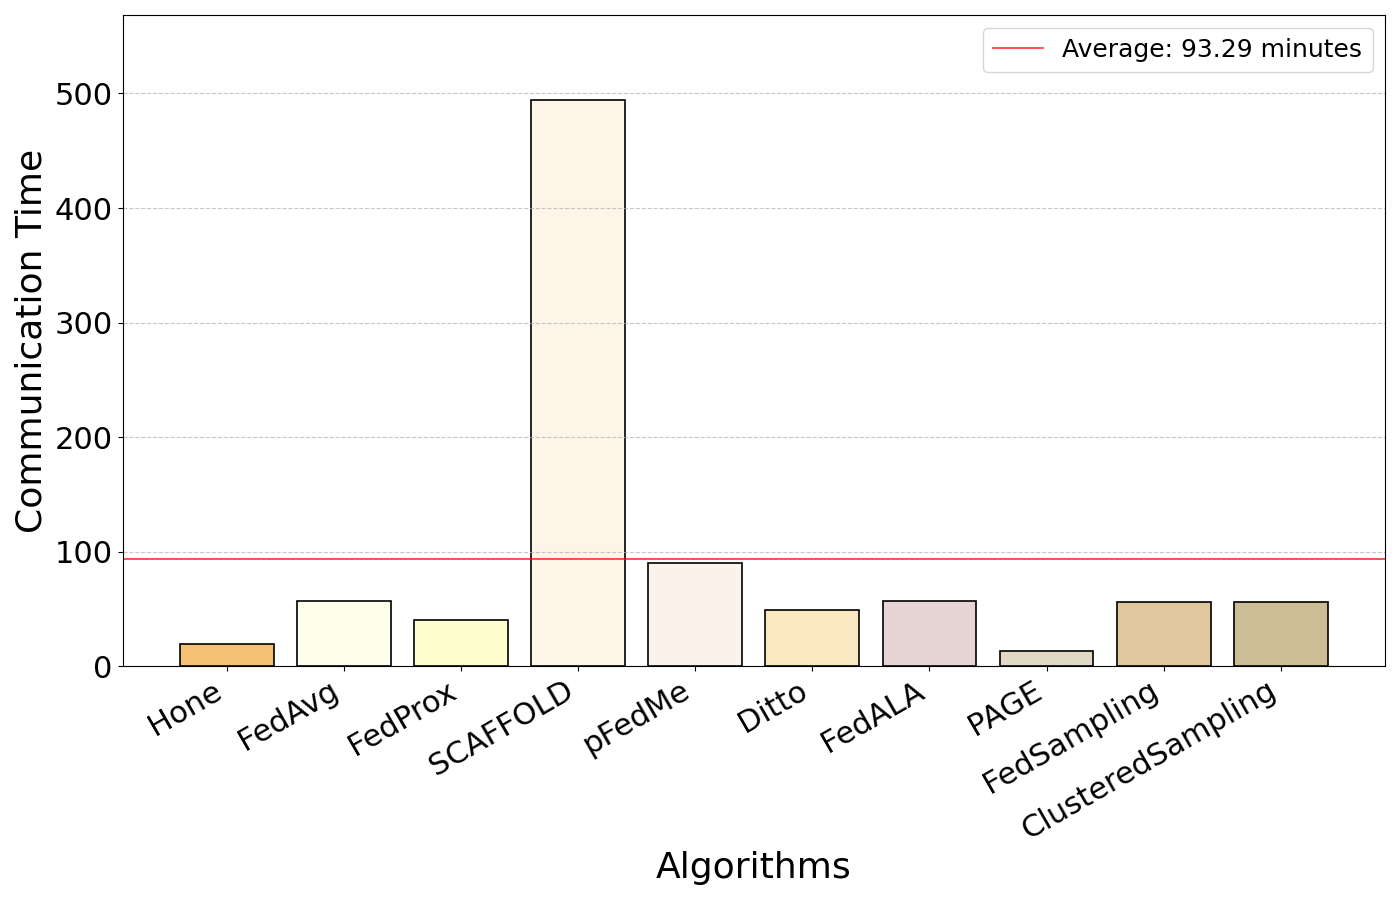 Average: 93.29 minutes
Communication Time
500
400
300
200
100
0
Hone
FedAvg
FedProx
SCAFFOLD
pFedMe
Ditto
FedALA
PAGE
FedSampling
ClusteredSampling
Algorithms